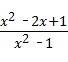 x² - 2x+1
x² - 1